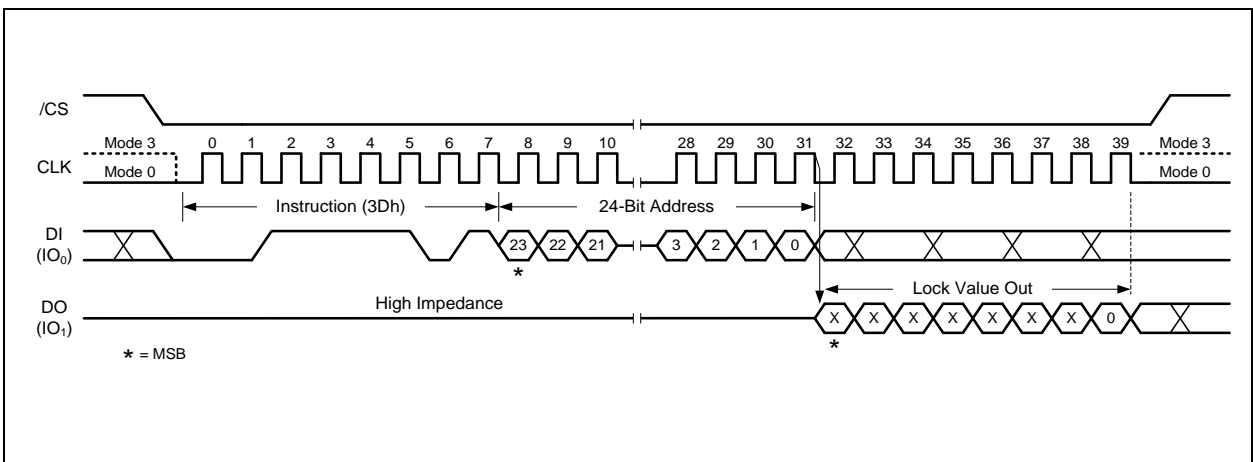 /CS
Mode 3 0 1 2 3 4 5 6 7 8 9 10 28 29 30 31 32 33 34 35 36 37 38 39 Mode 3
CLK
Mode 0 Mode 0
Instruction (3Dh) 24-Bit Address
DI
(IO0)
23 22 21 3 2 1 0
*
Lock Value Out
High Impedance
DO
(IO1)
X X X X X X X 0
*
* = MSB